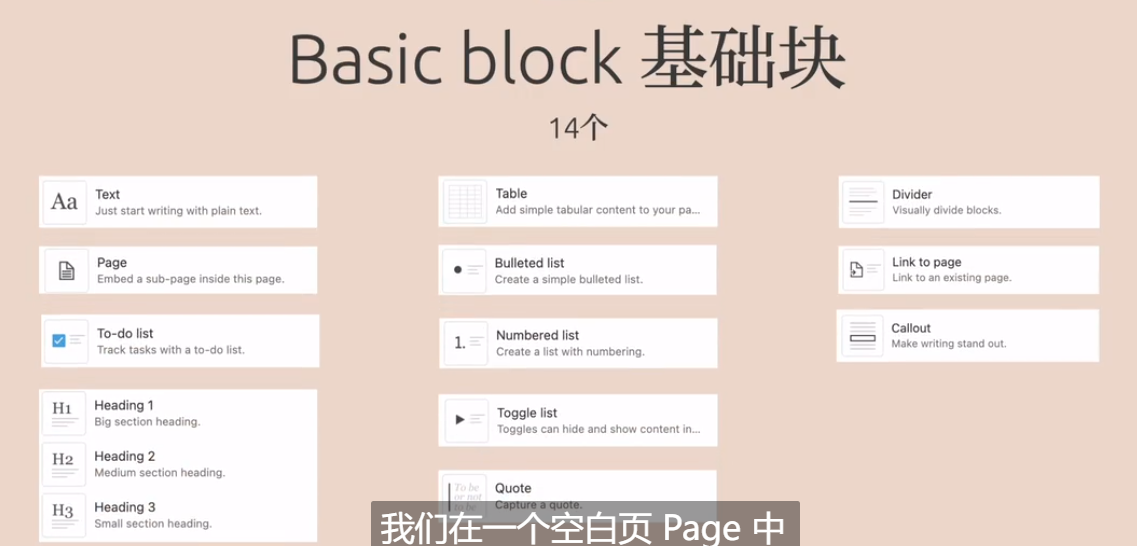 Basic block 基础块
14个
Aa
Text
Just start writing with plain text.
Page
Embed a sub-page inside this page.
To-do list
Track tasks with a to-do list.
H1
Heading 1
Big section heading.
H2
Heading 2
Medium section heading.
H3
Heading 3
Small section heading.
Table
Add simple tabular content to your pa...
Bulleted list
Create a simple bulleted list.
1.
Numbered list
Create a list with numbering.
Toggle list
Toggles can hide and show content in...
To be
or not
to be
Quote
Capture a quote.
Divider
Visually divide blocks.
Link to page
Link to an existing page.
Callout
Make writing stand out.
我们在一个空白页 Page 中